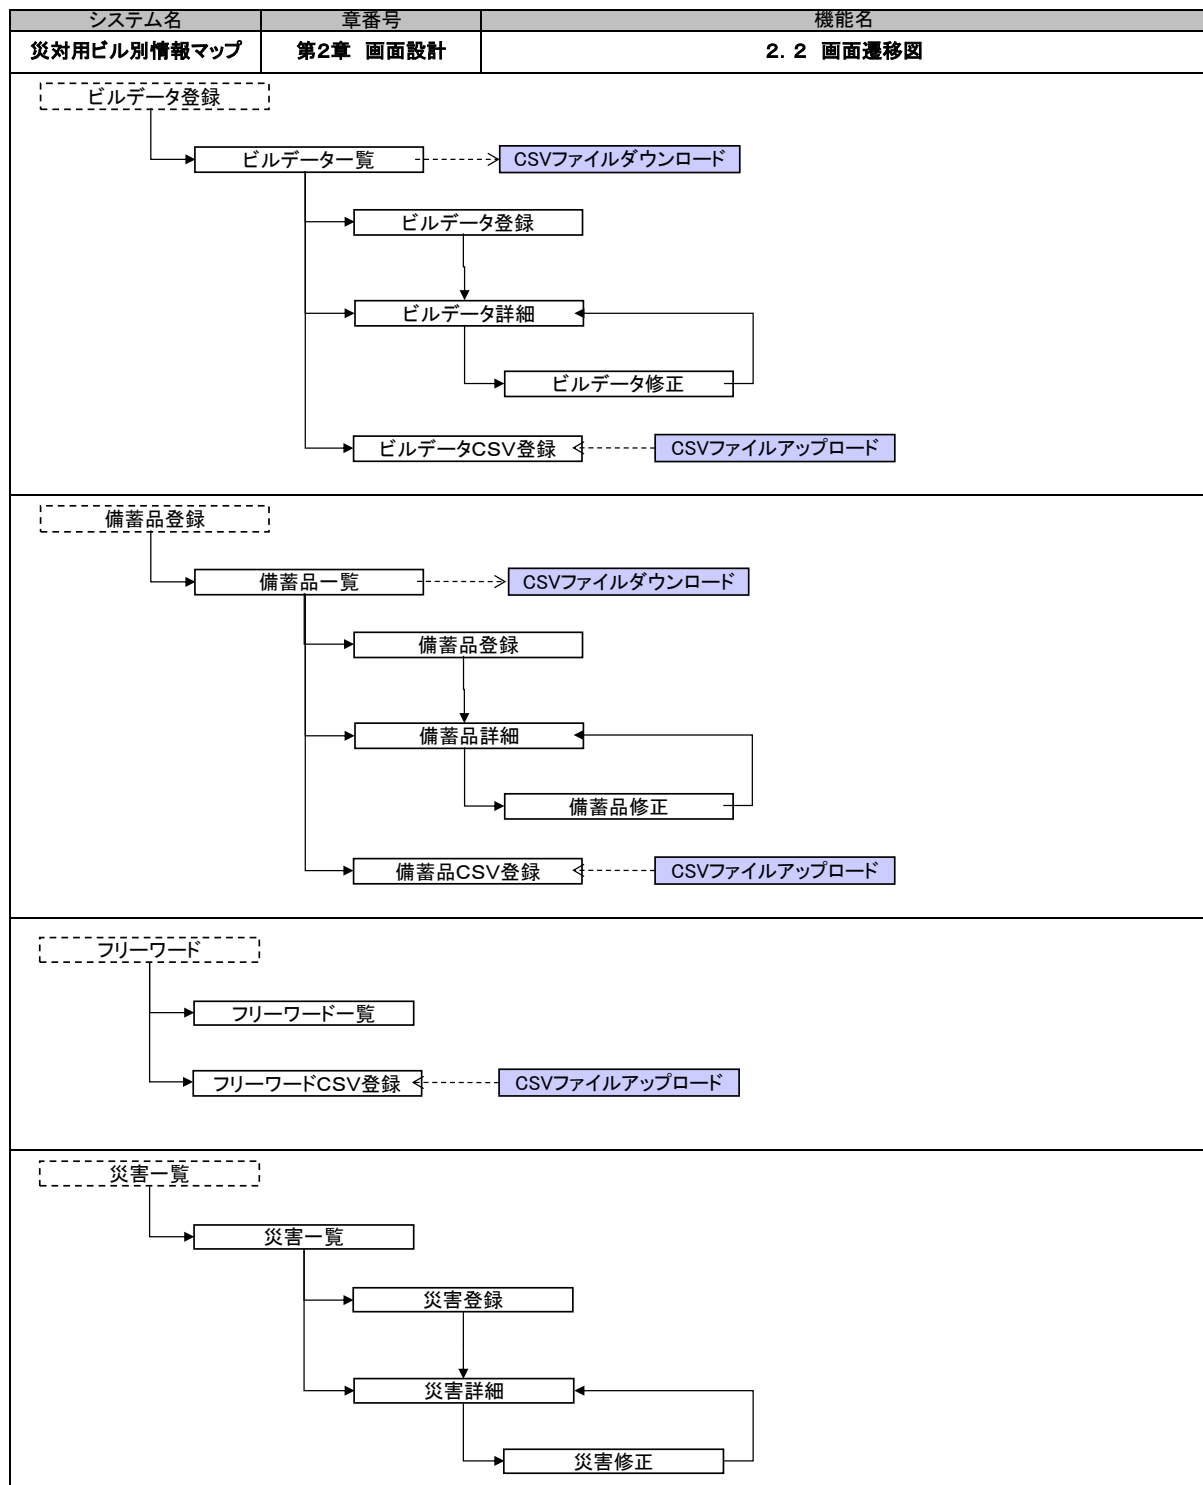 システム名 章番号 機能名
災対用ビル別情報マップ 第2章 画面設計 2．2 画面遷移図
ビルデータ登録
ビルデータ一覧 CSVファイルダウンロード
ビルデータ登録
ビルデータ詳細
ビルデータ修正
ビルデータCSV登録 CSVファイルアップロード
備蓄品登録
備蓄品一覧 CSVファイルダウンロード
備蓄品登録
備蓄品詳細
備蓄品修正
備蓄品CSV登録 CSVファイルアップロード
フリーワード
フリーワード一覧
フリーワードCSV登録 CSVファイルアップロード
災害一覧
災害一覧
災害登録
災害詳細
災害修正